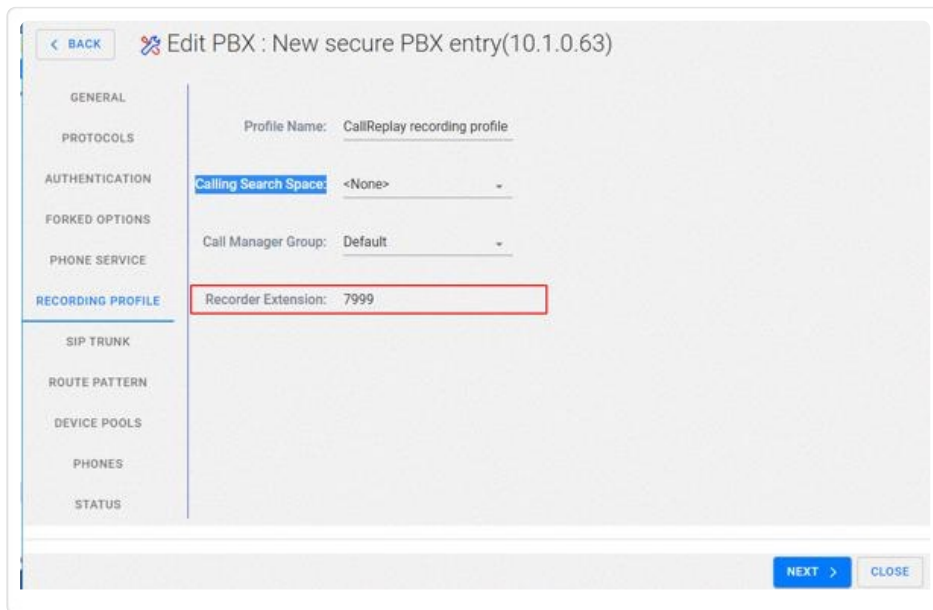 < BACK
Edit PBX : New secure PBX entry(10.1.0.63)
GENERAL
PROTOCOLS
AUTHENTICATION
FORKED OPTIONS
PHONE SERVICE
RECORDING PROFILE
SIP TRUNK
ROUTE PATTERN
DEVICE POOLS
PHONES
STATUS
Profile Name: CallReplay recording profile
Calling Search Space: <None>
Call Manager Group: Default
Recorder Extension: 7999
NEXT >
CLOSE